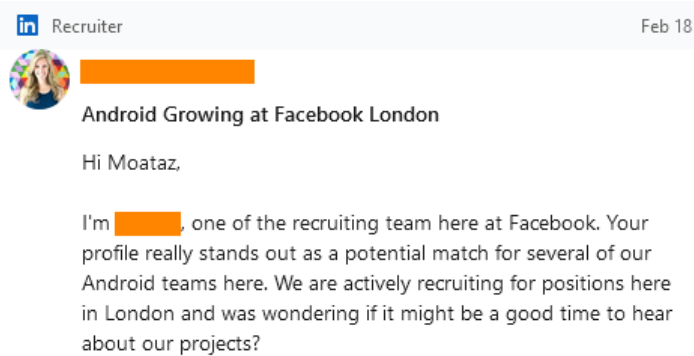 in Recruiter Feb 18
Android Growing at Facebook London
Hi Moataz,
I'm , one of the recruiting team here at Facebook. Your
profile really stands out as a potential match for several of our
Android teams here. We are actively recruiting for positions here
in London and was wondering if it might be a good time to hear
about our projects?